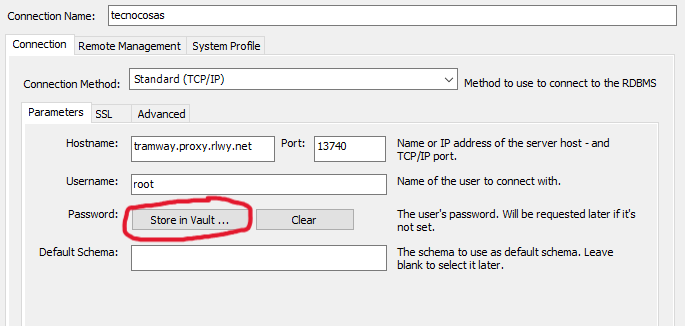 Connection Name: tecnocosas
Connection Remote Management System Profile
Connection Method: Standard (TCP/IP) Method to use to connect to the RDBMS
Parameters SSL Advanced
Hostname: tramway.proxy.rlwy.net Port: 13740 Name or IP address of the server host - and
TCP/IP port.
Username: root Name of the user to connect with.
Password: Store in Vault ... Clear The user's password. Will be requested later if it's
not set.
Default Schema: The schema to use as default schema. Leave
blank to select it later.